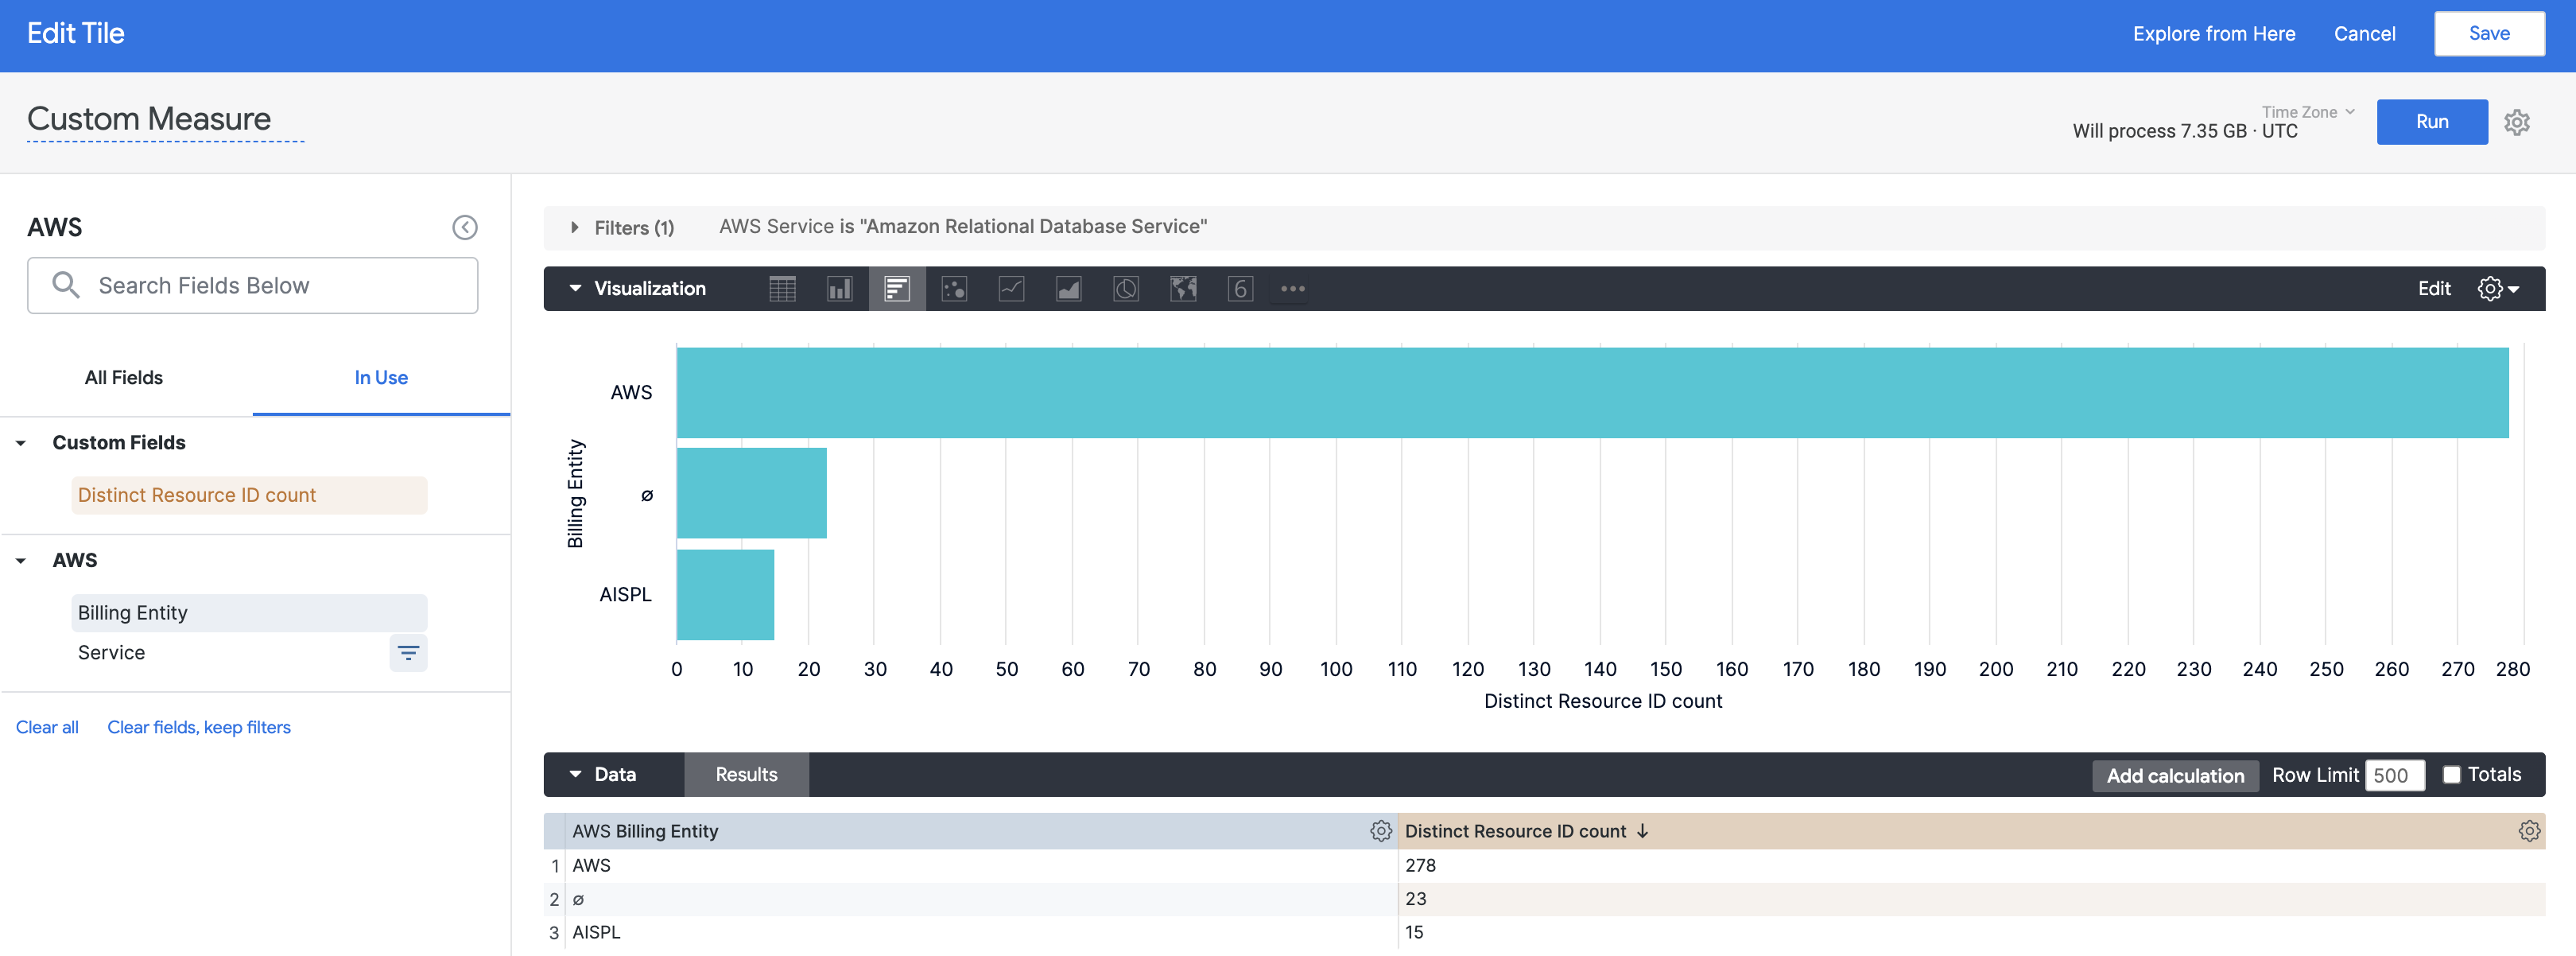 Edit Tile
Explore from Here Cancel Save
Custom Measure
Time Zone
Will process 7.35 GB · UTC
Run
AWS
Search Fields Below
All Fields In Use
Custom Fields
Distinct Resource ID count
AWS
Billing Entity
Service
Clear all Clear fields, keep filters
Filters (1) AWS Service is "Amazon Relational Database Service"
Visualization 6 Edit
Billing Entity
AWS
∅
AISPL
0 10 20 30 40 50 60 70 80 90 100 110 120 130 140 150 160 170 180 190 200 210 220 230 240 250 260 270 280
Distinct Resource ID count
Data Results Add calculation Row Limit 500 Totals
AWS Billing Entity Distinct Resource ID count ↓
1 AWS 278
2 ∅ 23
3 AISPL 15